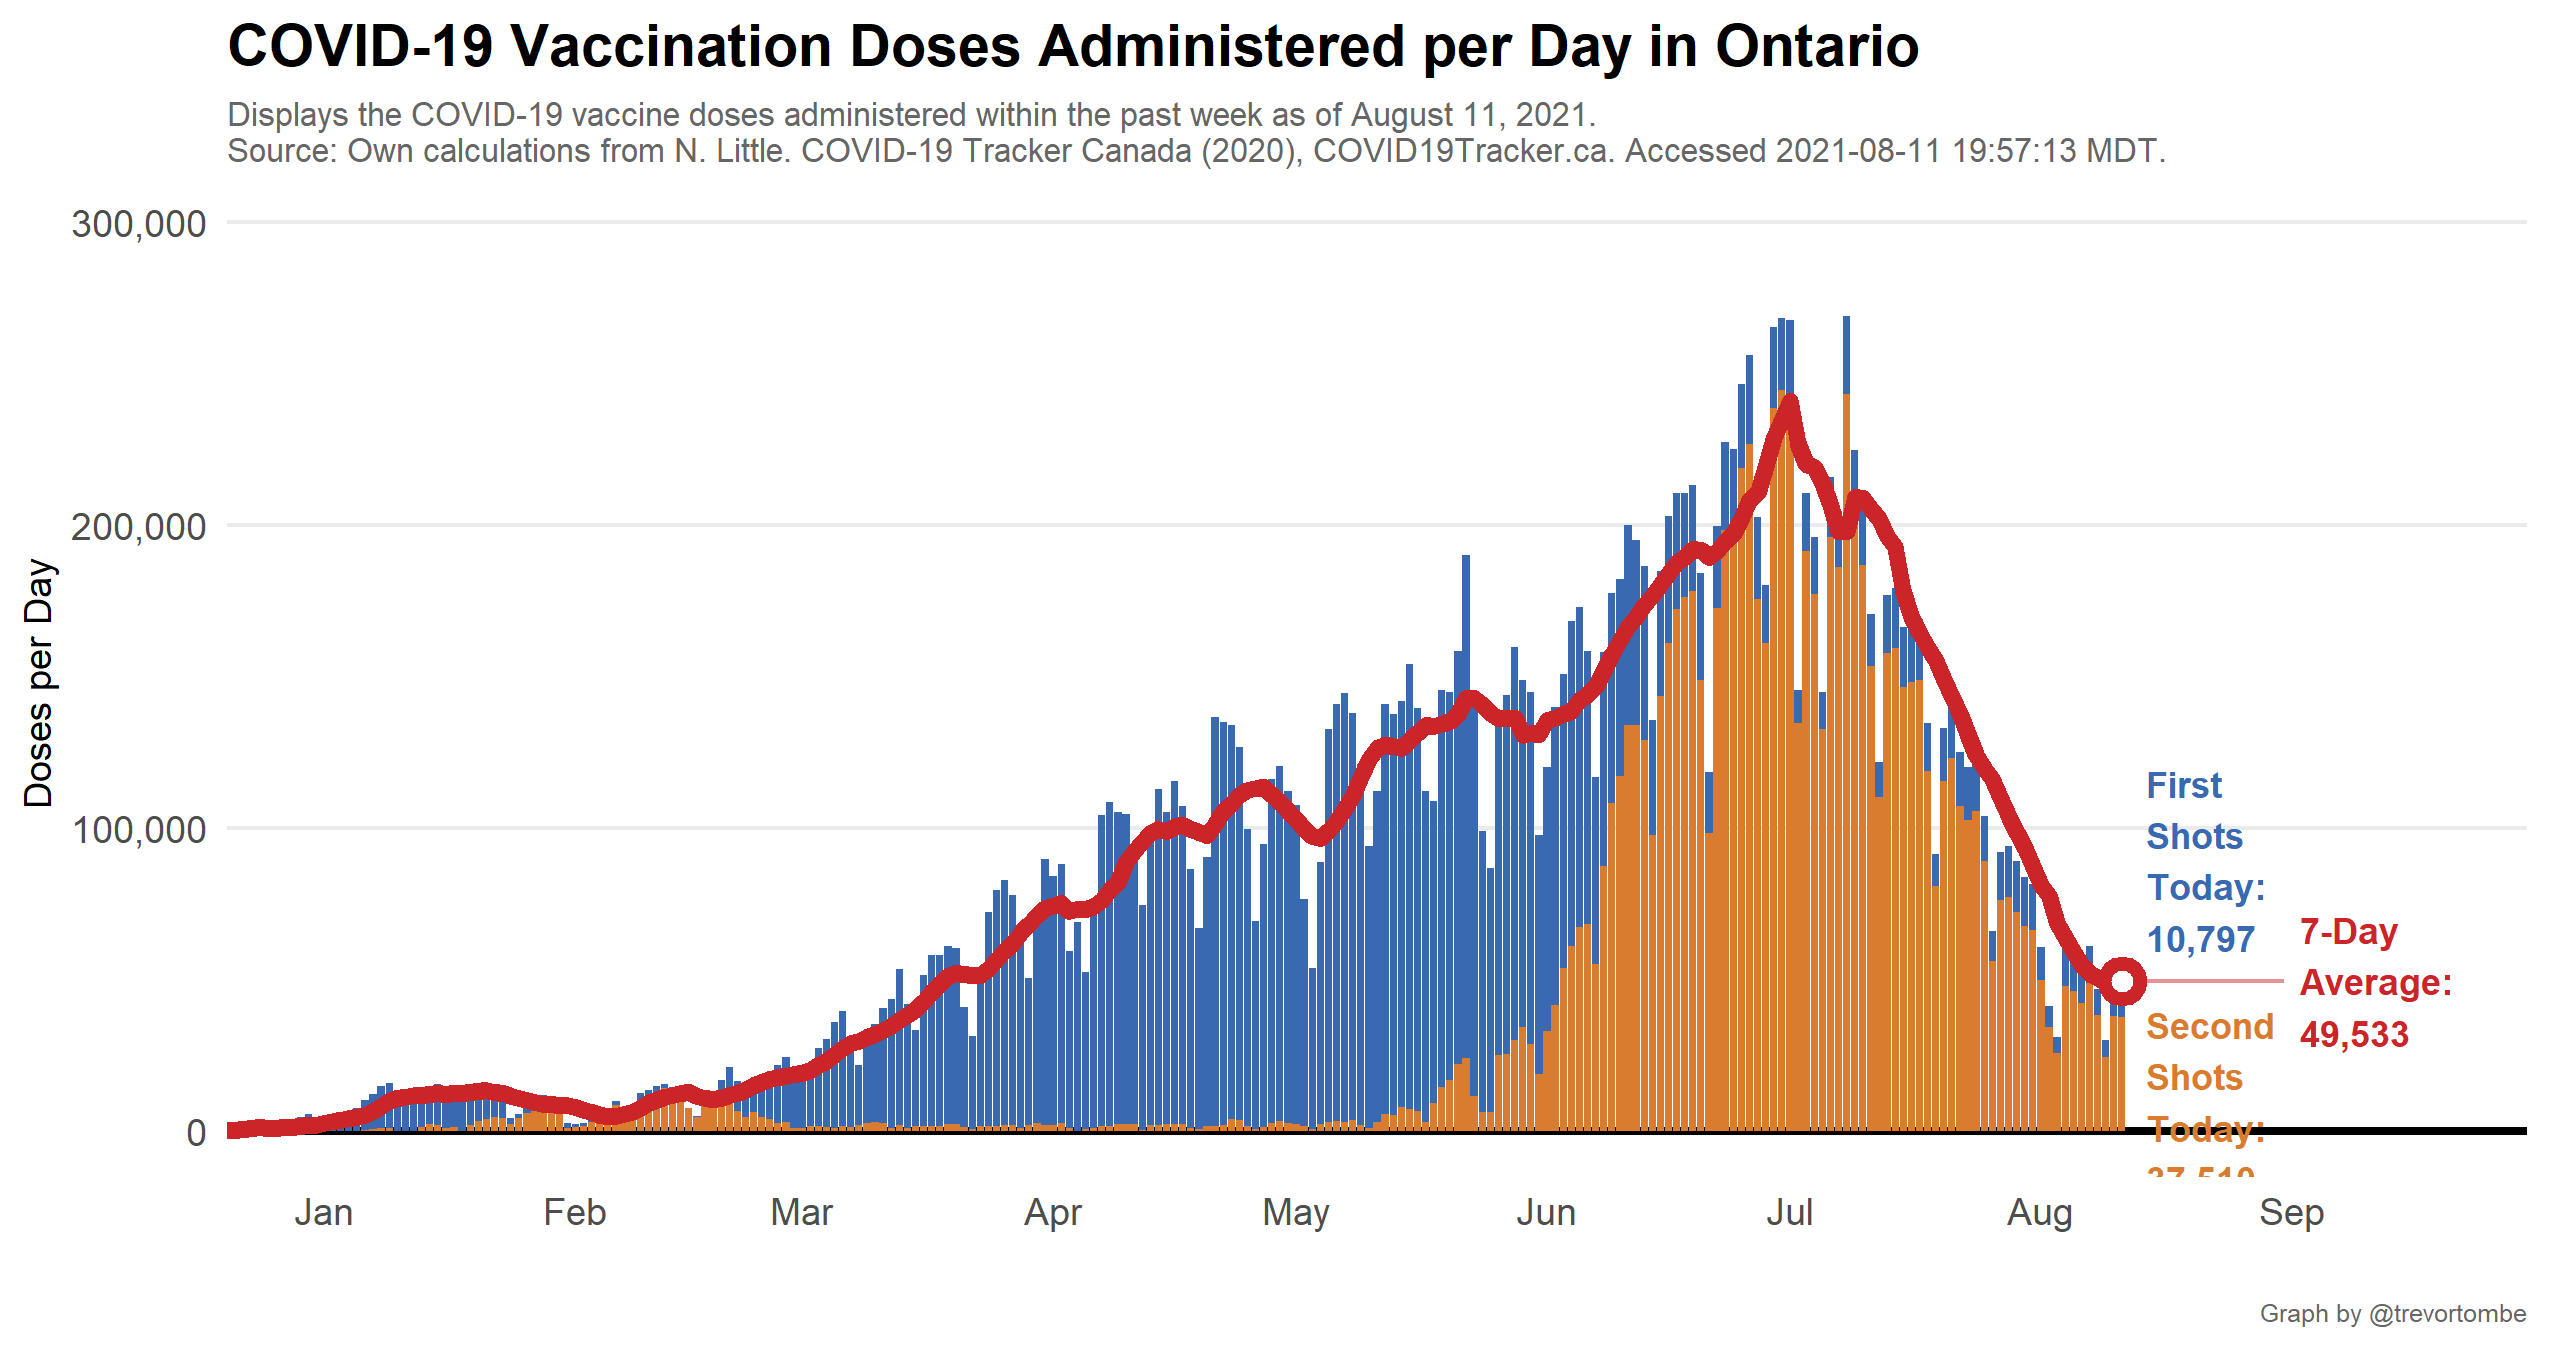 COVID-19 Vaccination Doses Administered per Day in Ontario
Displays the COVID-19 vaccine doses administered within the past week as of August 11, 2021.
Source: Own calculations from N. Little. COVID-19 Tracker Canada (2020), COVID19Tracker.ca. Accessed 2021-08-11 19:57:13 MDT.
300,000
200,000
100,000
0
Doses per Day
First
Shots
Today:
10,797
7-Day
Average:
49,533
Second
Shots
Today:
Jan
Feb
Mar
Apr
May
Jun
Jul
Aug
Sep
Graph by @trevortombe